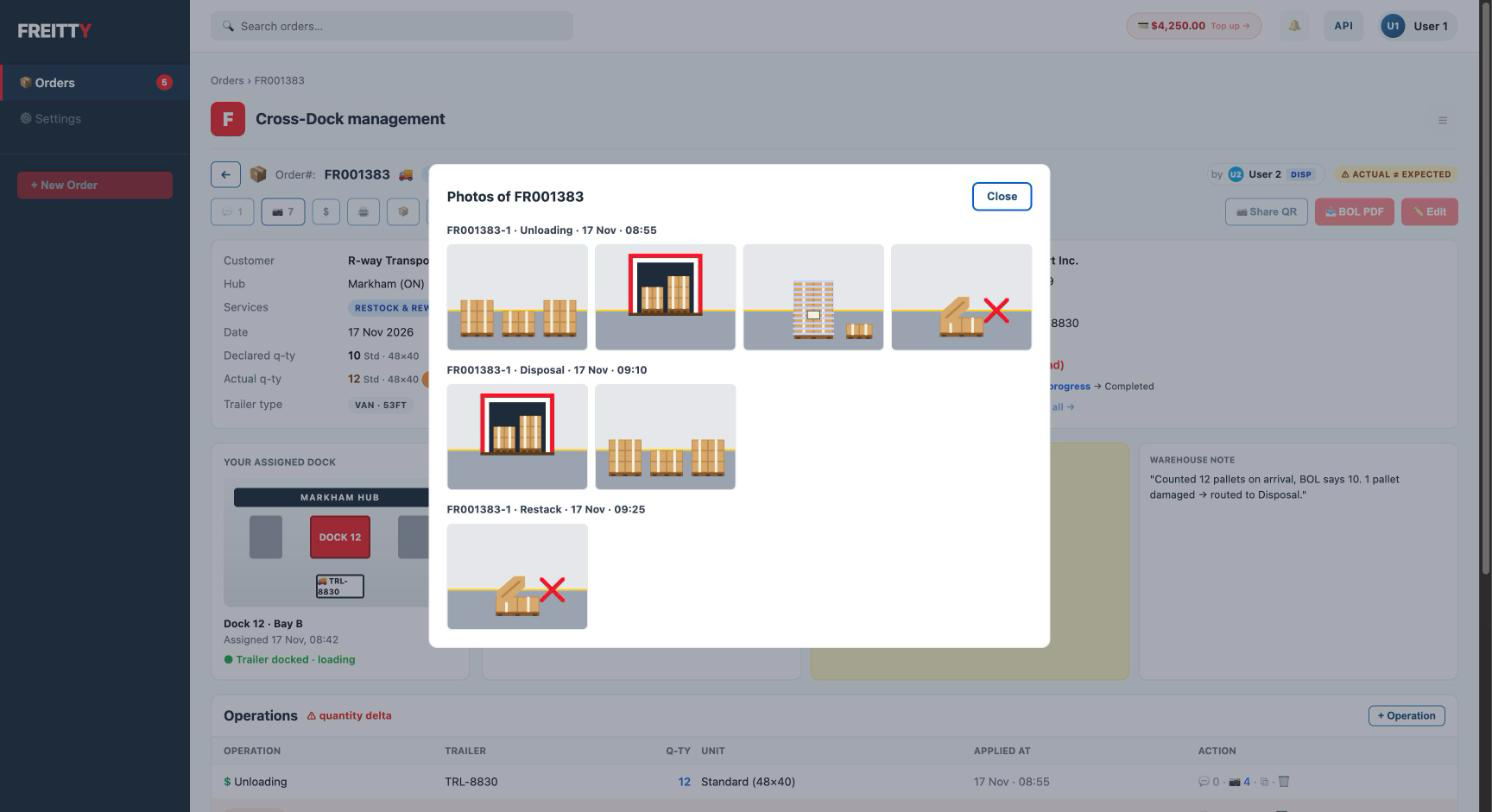 FREITTY
Search orders...
$4,250.00 Top up →
API
U1 User 1
Orders 5
Settings
+ New Order
Orders › FR001383
F Cross-Dock management
← Order#: FR001383
by U2 User 2 DISP
⚠ ACTUAL ≠ EXPECTED
1
7
$
Share QR
BOL PDF
Edit
Photos of FR001383
Close
FR001383-1 · Unloading · 17 Nov · 08:55
FR001383-1 · Disposal · 17 Nov · 09:10
FR001383-1 · Restack · 17 Nov · 09:25
Customer
Hub Markham (ON)
Services
Date 17 Nov 2026
Declared q-ty 10 Std · 48×40
Actual q-ty 12 Std · 48×40
Trailer type VAN · 53FT
Inc.
8830
→ Completed
all →
YOUR ASSIGNED DOCK
MARKHAM HUB
DOCK 12
TRL-
8830
Dock 12 · Bay B
Assigned 17 Nov, 08:42
Trailer docked · loading
WAREHOUSE NOTE
"Counted 12 pallets on arrival, BOL says 10. 1 pallet
damaged → routed to Disposal."
Operations ⚠ quantity delta
+ Operation
OPERATION TRAILER Q-TY UNIT APPLIED AT ACTION
$ Unloading TRL-8830 12 Standard (48×40) 17 Nov · 08:55 0 · 4 · ·